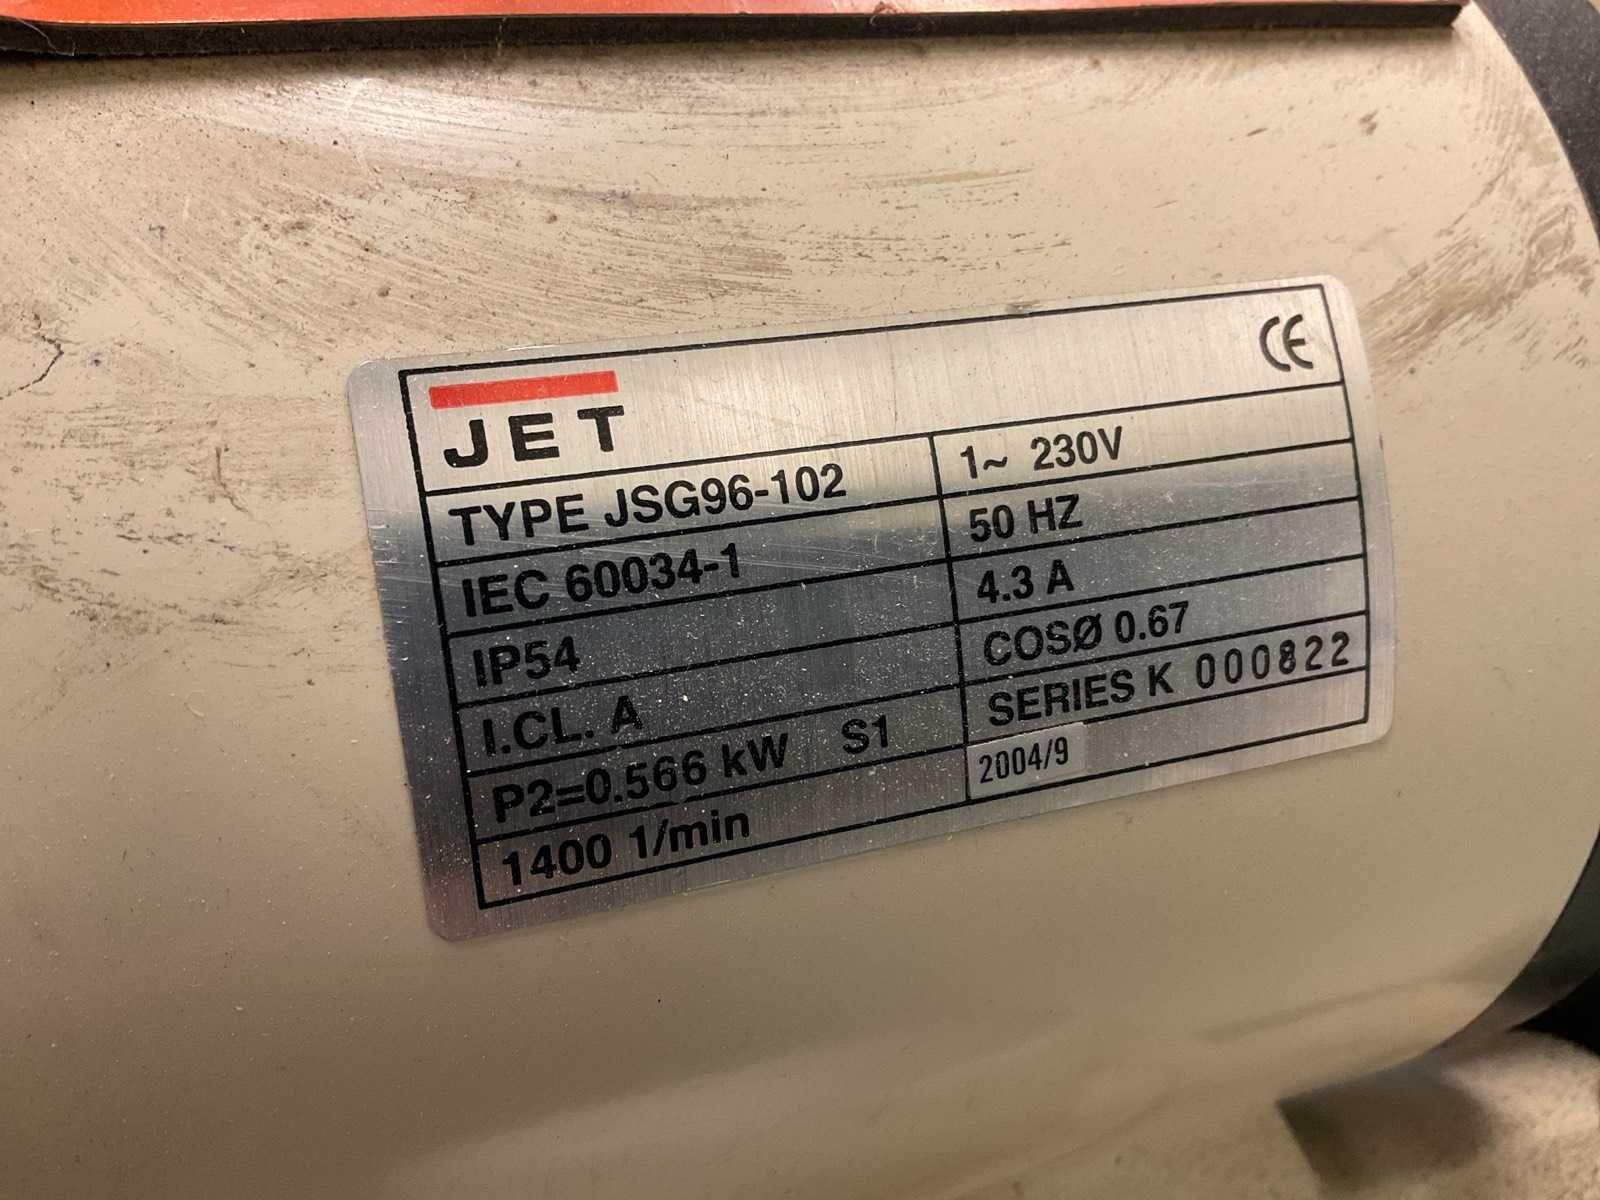 CE
JET
TYPE JSG96-102
1~ 230V
IEC 60034-1
50 HZ
IP54
4.3 A
I.CL. A
COSØ 0.67
P2=0.566 kW S1
SERIES K 000822
1400 1/min
2004/9